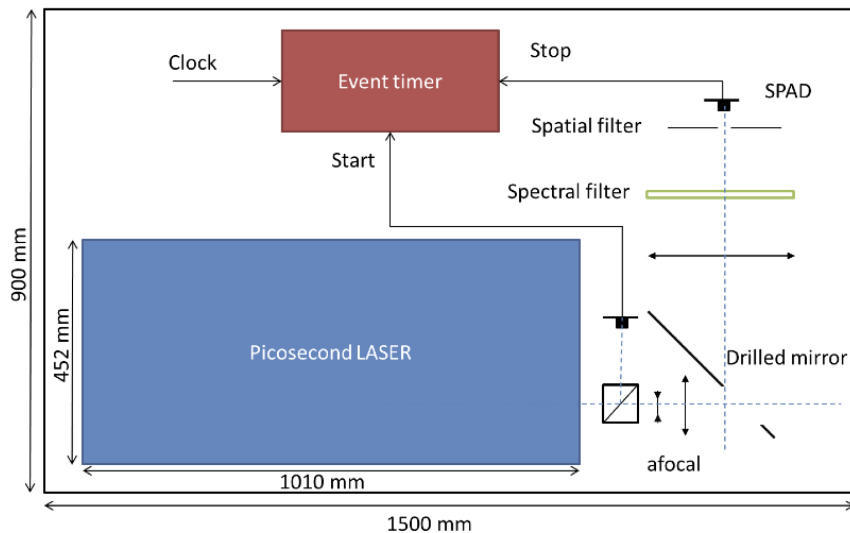 Clock
Event timer
Stop
SPAD
Spatial filter
Start
Spectral filter
900 mm
452 mm
Picosecond LASER
Drilled mirror
afocal
1010 mm
1500 mm